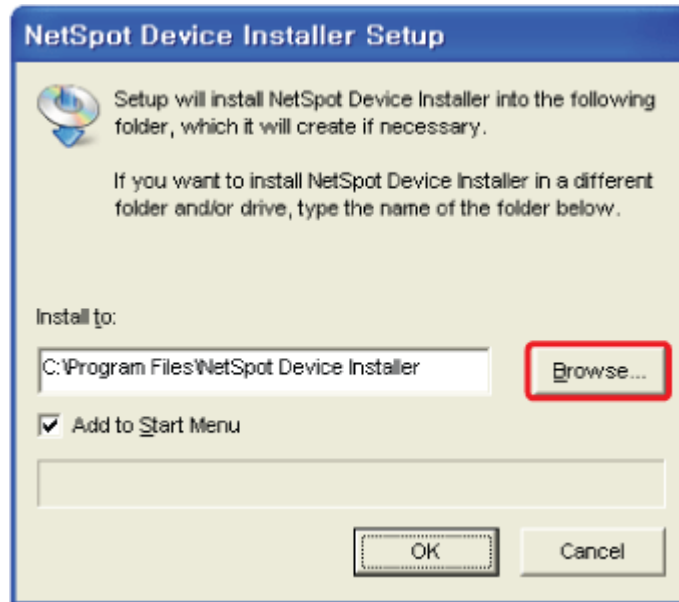 NetSpot Device Installer Setup
Setup will install NetSpot Device Installer into the following
folder, which it will create if necessary.
If you want to install NetSpot Device Installer in a different
folder and/or drive, type the name of the folder below.
Install to:
C:₩Program Files₩NetSpot Device Installer
Browse...
Add to Start Menu
OK
Cancel